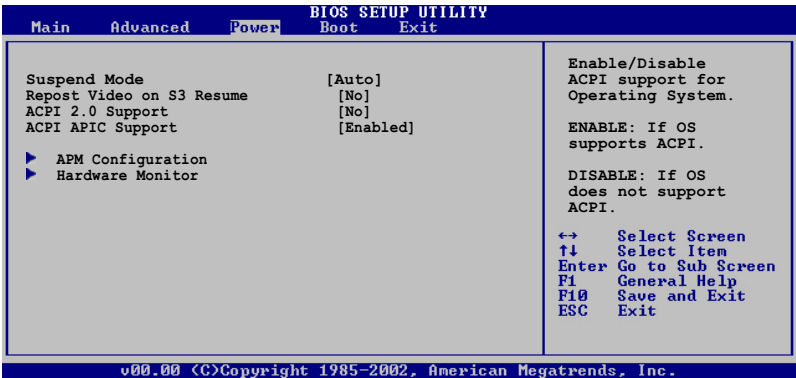 BIOS SETUP UTILITY
Main Advanced Power Boot Exit
Suspend Mode [Auto]
Repost Video on S3 Resume [No]
ACPI 2.0 Support [No]
ACPI APIC Support [Enabled]
APM Configuration
Hardware Monitor
Enable/Disable
ACPI support for
Operating System.
ENABLE: If OS
supports ACPI.
DISABLE: If OS
does not support
ACPI.
←→ Select Screen
↑↓ Select Item
Enter Go to Sub Screen
F1 General Help
F10 Save and Exit
ESC Exit
v00.00 (C)Copyright 1985-2002, American Megatrends, Inc.